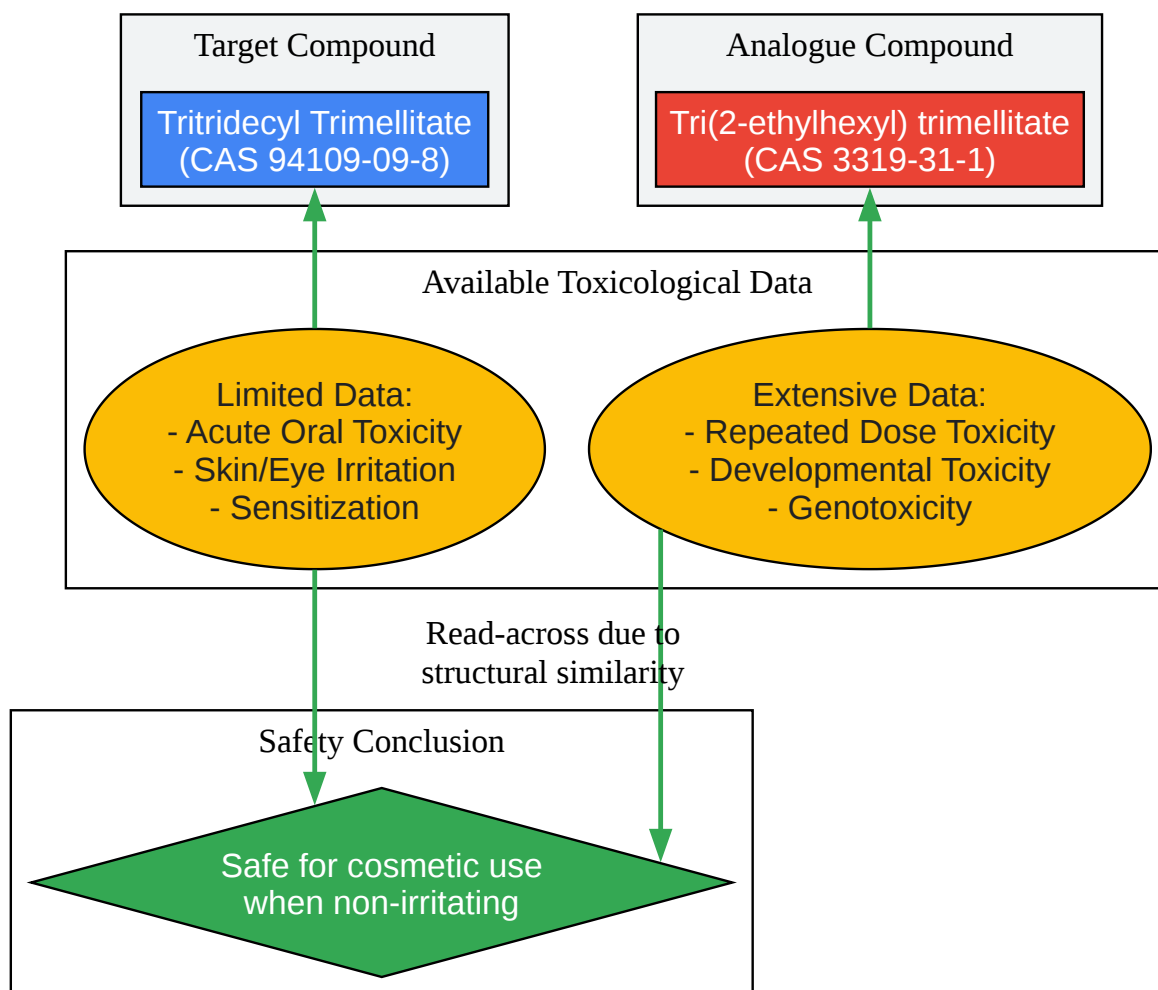 Target Compound
Tritridecyl Trimellitate
(CAS 94109-09-8)
Analogue Compound
Tri(2-ethylhexyl) trimellitate
(CAS 3319-31-1)
Available Toxicological Data
Limited Data:
- Acute Oral Toxicity
- Skin/Eye Irritation
- Sensitization
Extensive Data:
- Repeated Dose Toxicity
- Developmental Toxicity
- Genotoxicity
Read-across due to
structural similarity
Safety Conclusion
Safe for cosmetic use
when non-irritating